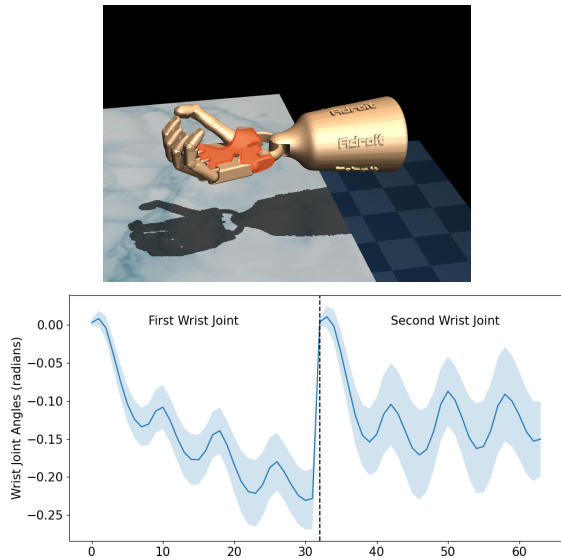 Adroit
Adroit
First Wrist Joint
Second Wrist Joint
Wrist Joint Angles (radians)
0.00
−0.05
−0.10
−0.15
−0.20
−0.25
0
10
20
30
40
50
60